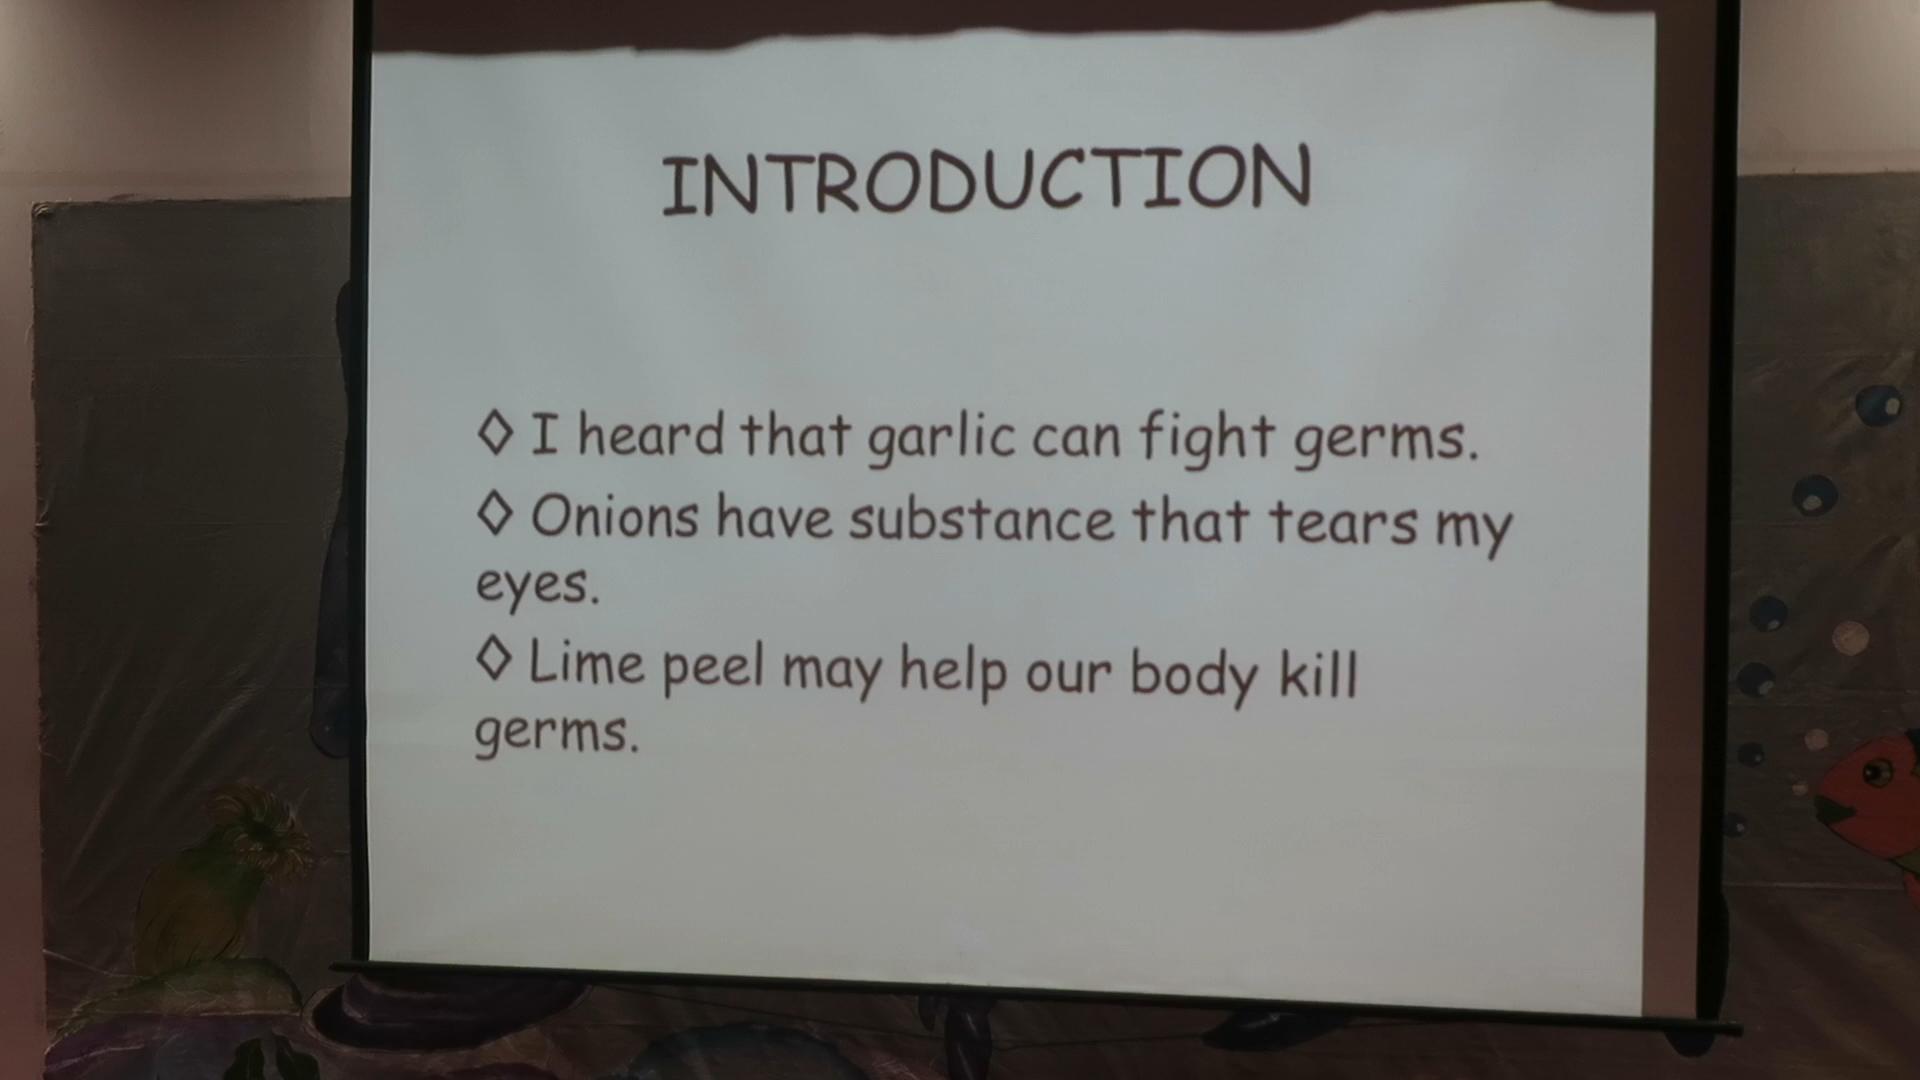 INTRODUCTION
◊ I heard that garlic can fight germs.
◊ Onions have substance that tears my
eyes.
◊ Lime peel may help our body kill
germs.